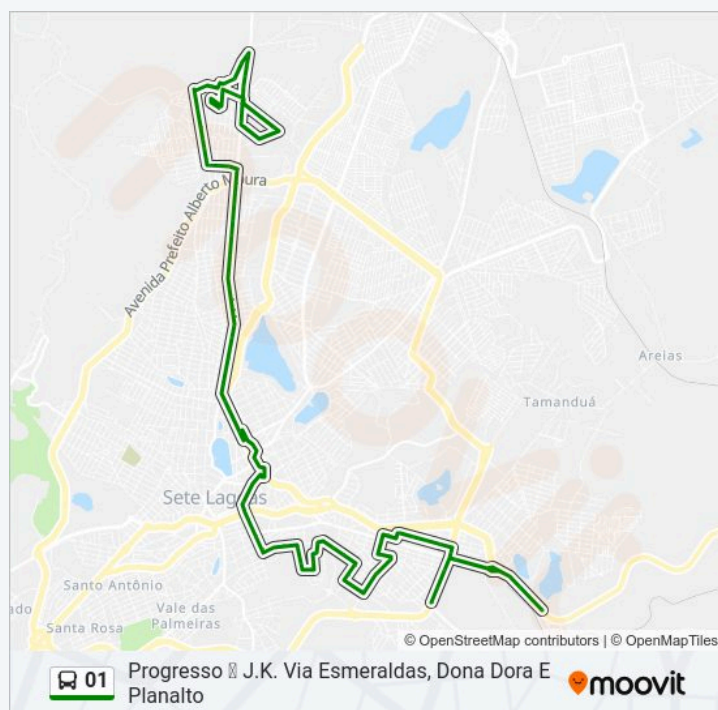 Avenida Prefeito Alberto Moura
Areias
Tamanduá
Sete Lagoas
Santo Antônio
Vale das
Palmeiras
Santa Rosa
© OpenStreetMap contributors | © OpenMapTiles
01
Progresso  J.K. Via Esmeraldas, Dona Dora E
Planalto
moovit